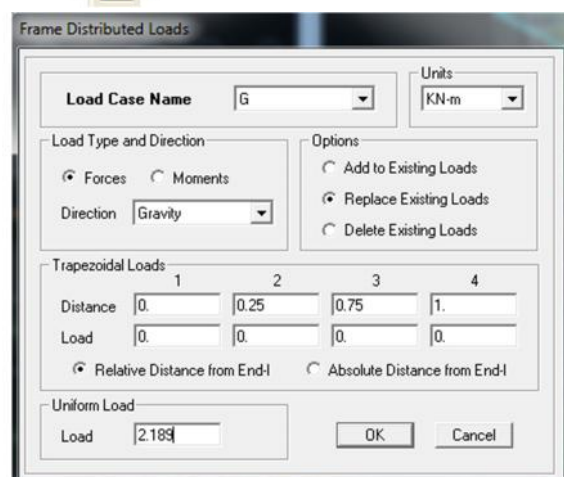 Frame Distributed Loads
Units
Load Case Name G KN-m
Load Type and Direction
Forces Moments
Direction Gravity
Options
Add to Existing Loads
Replace Existing Loads
Delete Existing Loads
Trapezoidal Loads
1 2 3 4
Distance 0. 0.25 0.75 1.
Load 0. 0. 0. 0.
Relative Distance from End-I Absolute Distance from End-I
Uniform Load
Load 2.189
OK Cancel